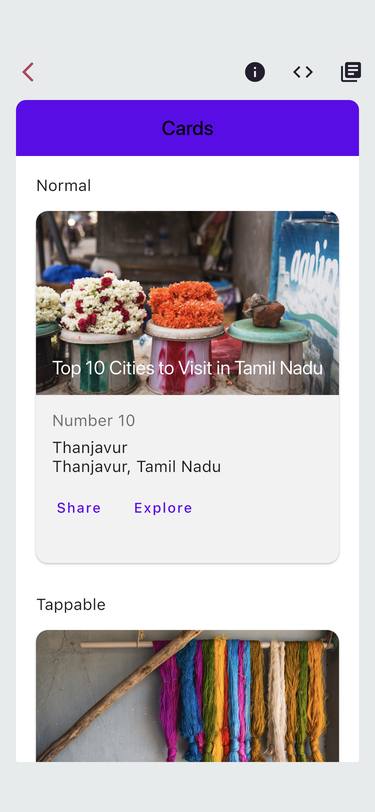 Cards
Normal
Top 10 Cities to Visit in Tamil Nadu
Number 10
Thanjavur
Thanjavur, Tamil Nadu
Share Explore
Tappable